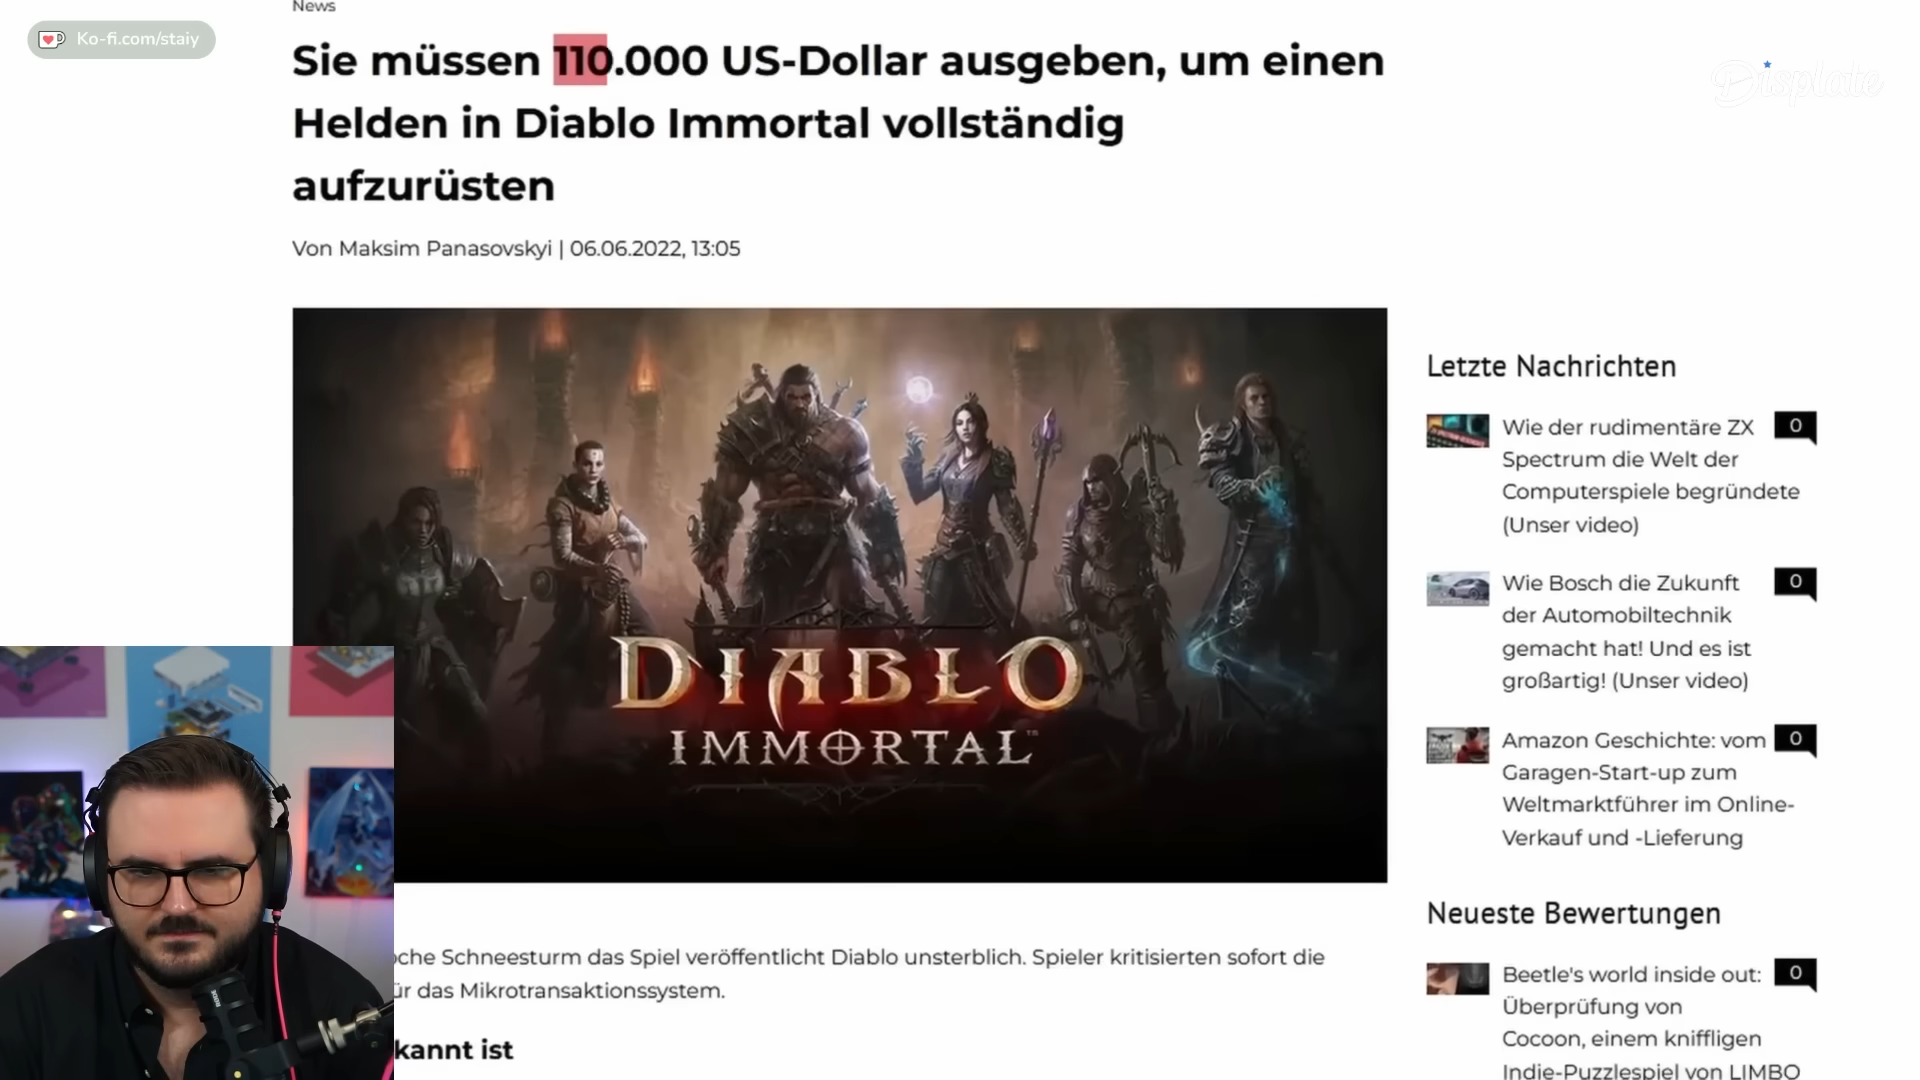 News
Ko-fi.com/staiy
Sie müssen 110.000 US-Dollar ausgeben, um einen
Helden in Diablo Immortal vollständig
aufzurüsten
Displate
Von Maksim Panasovskyi | 06.06.2022, 13:05
DIABLO
IMMORTAL™
Letzte Nachrichten
Wie der rudimentäre ZX
Spectrum die Welt der
Computerspiele begründete
(Unser video)
0
Wie Bosch die Zukunft
der Automobiltechnik
gemacht hat! Und es ist
großartig! (Unser video)
0
Amazon Geschichte: vom
Garagen-Start-up zum
Weltmarktführer im Online-
Verkauf und -Lieferung
0
Neueste Bewertungen
Beetle's world inside out:
Überprüfung von
Cocoon, einem kniffligen
Indie-Puzzlespiel von LIMBO
0
Schneesturm das Spiel veröffentlicht Diablo unsterblich. Spieler kritisierten sofort die
das Mikrotransaktionssystem.
kannt ist